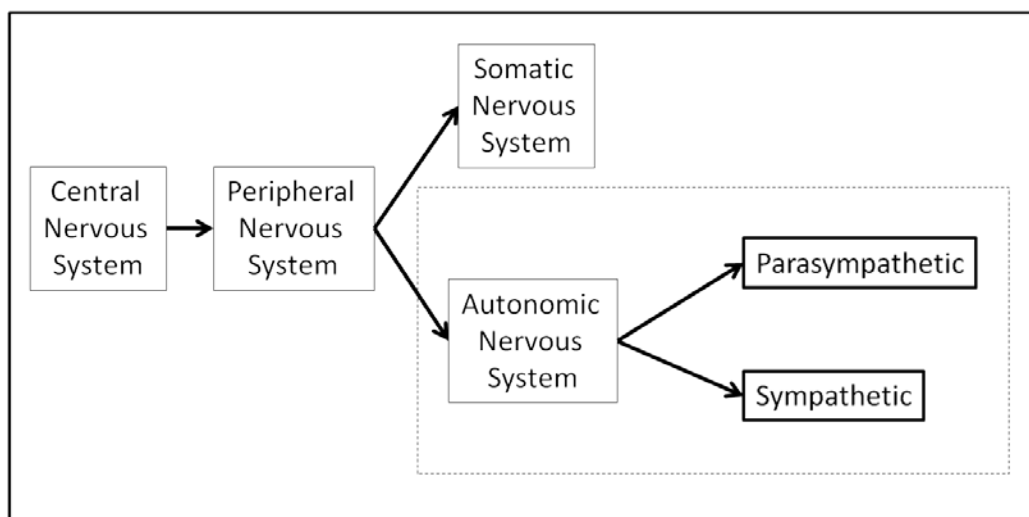 Somatic
Nervous
System
Central
Nervous
System
Peripheral
Nervous
System
Autonomic
Nervous
System
Parasympathetic
Sympathetic